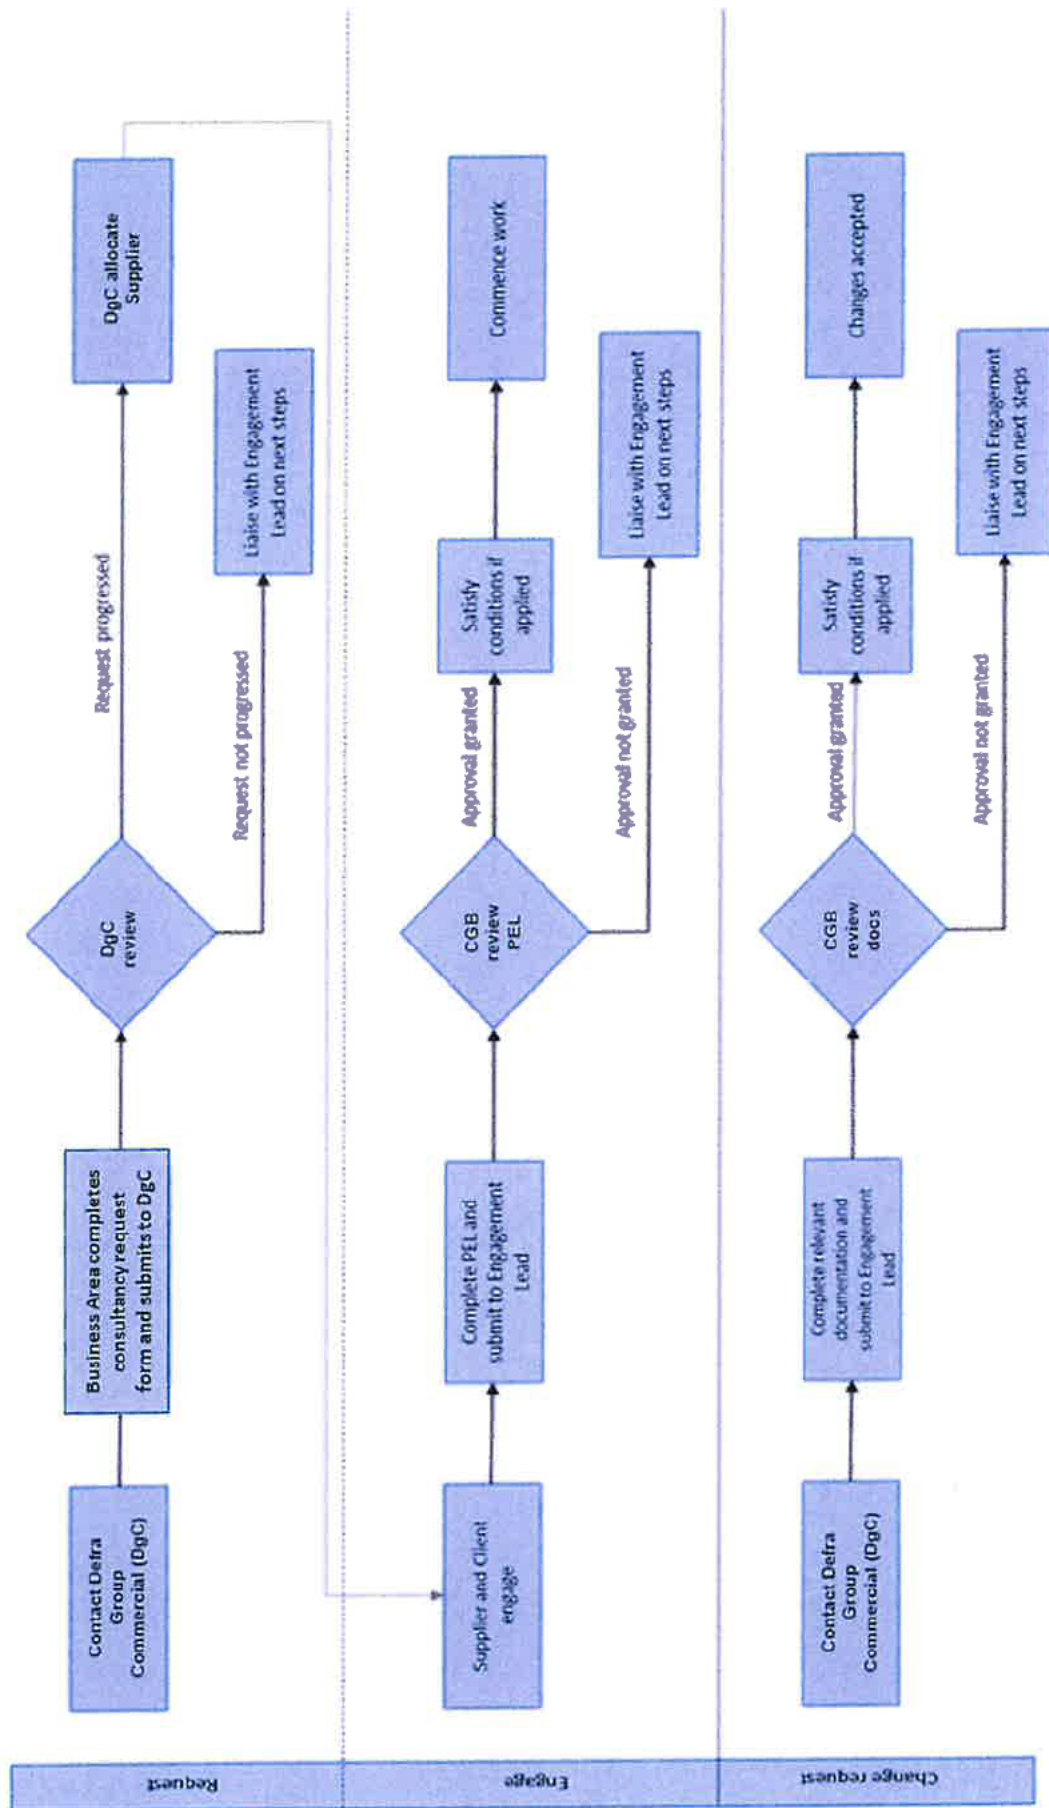 Request
Contact Defra
Group
Commercial (DgC)
Business Area completes
consultancy request
form and submits to DgC
DgC
review
Request progressed
DgC allocate
Supplier
Request not progressed
Liaise with Engagement
Lead on next steps
Engage
Supplier and Client
engage
Complete PEL and
submit to Engagement
Lead
CGB
review
PEL
Approval granted
Satisfy
conditions if
applied
Commence work
Approval not granted
Liaise with Engagement
Lead on next steps
Change request
Contact Defra
Group
Commercial (DgC)
Complete relevant
documentation and
submit to Engagement
Lead
CGB
review
docs
Approval granted
Satisfy
conditions if
applied
Changes accepted
Approval not granted
Liaise with Engagement
Lead on next steps